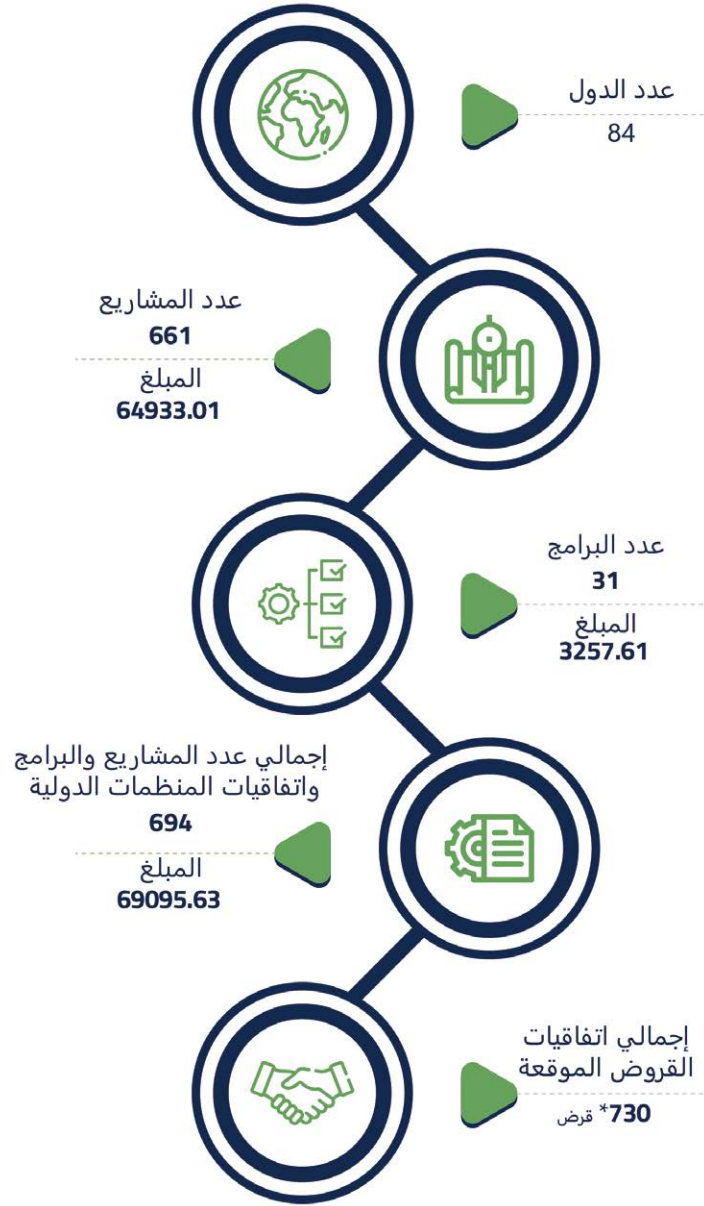 عدد الدول
84
عدد المشاريع
661
المبلغ
64933.01
عدد البرامج
31
المبلغ
3257.61
إجمالي عدد المشاريع والبرامج
واتفاقيات المنظمات الدولية
694
المبلغ
69095.63
إجمالي اتفاقيات
القروض الموقعة
730* قرض